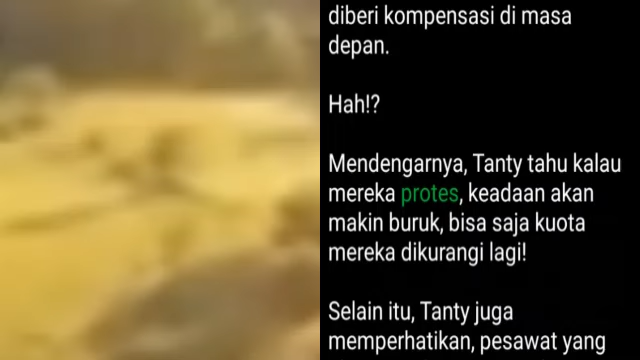 diberi kompensasi di masa
depan.
Hah!?
Mendengarnya, Tanty tahu kalau
mereka protes, keadaan akan
makin buruk, bisa saja kuota
mereka dikurangi lagi!
Selain itu, Tanty juga
memperhatikan, pesawat yang